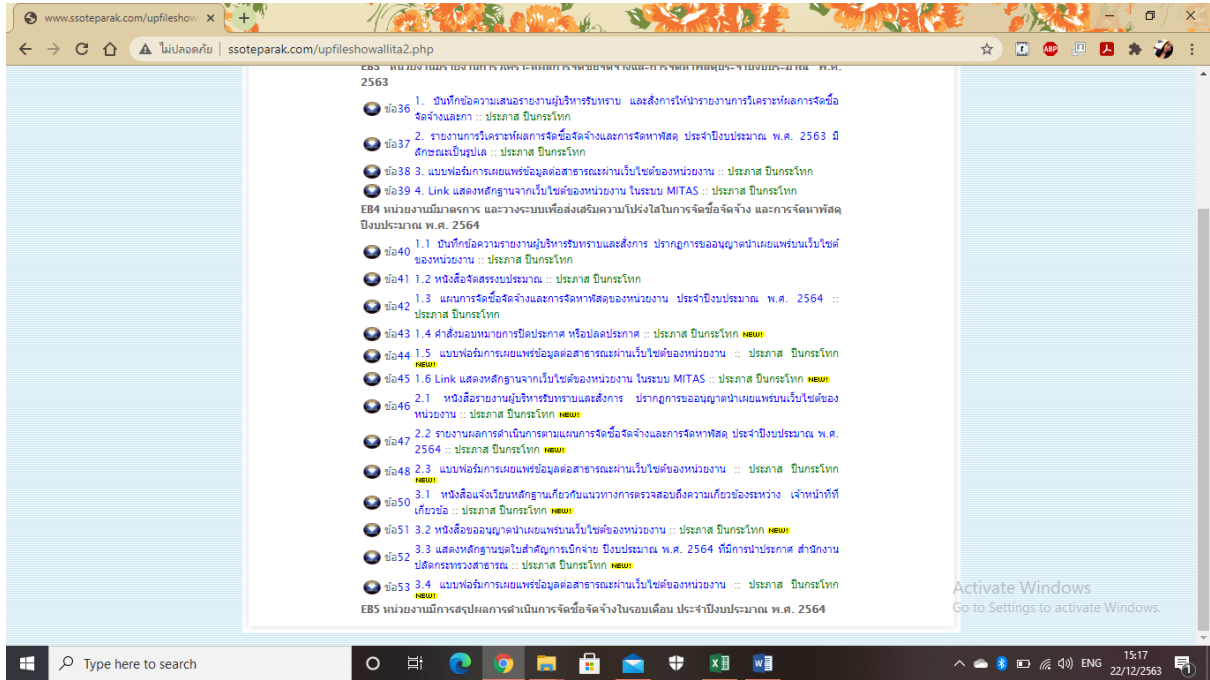 www.ssoteparak.com/upfileshow
ไม่ปลอดภัย | ssoteparak.com/upfileshowallita2.php
EB3 หน่วยงานมีรายงานการวิเคราะห์ผลการจัดซื้อจัดจ้างและการจัดหาพัสดุประจำปีงบประมาณ พ.ศ.
2563
ข้อ36 1. บันทึกข้อความเสนอรายงานผู้บริหารรับทราบ และสั่งการให้นำรายงานการวิเคราะห์ผลการจัดซื้อ
จัดจ้างและกา :: ประภาส ปินกระโทก
ข้อ37 2. รายงานการวิเคราะห์ผลการจัดซื้อจัดจ้างและการจัดหาพัสดุ ประจำปีงบประมาณ พ.ศ. 2563 มี
ลักษณะเป็นรูปเล :: ประภาส ปินกระโทก
ข้อ38 3. แบบฟอร์มการเผยแพร่ข้อมูลต่อสาธารณะผ่านเว็บไซต์ของหน่วยงาน :: ประภาส ปินกระโทก
ข้อ39 4. Link แสดงหลักฐานจากเว็บไซต์ของหน่วยงาน ในระบบ MITAS :: ประภาส ปินกระโทก
EB4 หน่วยงานมีมาตรการ และวางระบบเพื่อส่งเสริมความโปร่งใสในการจัดซื้อจัดจ้าง และการจัดหาพัสดุ
ปีงบประมาณ พ.ศ. 2564
ข้อ40 1.1 บันทึกข้อความรายงานผู้บริหารรับทราบและสั่งการ ปรากฏการขออนุญาตนำเผยแพร่บนเว็บไซต์
ของหน่วยงาน :: ประภาส ปินกระโทก
ข้อ41 1.2 หนังสือจัดสรรงบประมาณ :: ประภาส ปินกระโทก
ข้อ42 1.3 แผนการจัดซื้อจัดจ้างและการจัดหาพัสดุของหน่วยงาน ประจำปีงบประมาณ พ.ศ. 2564 ::
ประภาส ปินกระโทก
ข้อ43 1.4 คำสั่งมอบหมายการปิดประกาศ หรือปลดประกาศ :: ประภาส ปินกระโทก NEW!
ข้อ44 1.5 แบบฟอร์มการเผยแพร่ข้อมูลต่อสาธารณะผ่านเว็บไซต์ของหน่วยงาน :: ประภาส ปินกระโทก
NEW!
ข้อ45 1.6 Link แสดงหลักฐานจากเว็บไซต์ของหน่วยงาน ในระบบ MITAS :: ประภาส ปินกระโทก NEW!
ข้อ46 2.1 หนังสือรายงานผู้บริหารรับทราบและสั่งการ ปรากฏการขออนุญาตนำเผยแพร่บนเว็บไซต์ของ
หน่วยงาน :: ประภาส ปินกระโทก NEW!
ข้อ47 2.2 รายงานผลการดำเนินการตามแผนการจัดซื้อจัดจ้างและการจัดหาพัสดุ ประจำปีงบประมาณ พ.ศ.
2564 :: ประภาส ปินกระโทก NEW!
ข้อ48 2.3 แบบฟอร์มการเผยแพร่ข้อมูลต่อสาธารณะผ่านเว็บไซต์ของหน่วยงาน :: ประภาส ปินกระโทก
NEW!
ข้อ50 3.1 หนังสือแจ้งเวียนหลักฐานเกี่ยวกับแนวทางการตรวจสอบถึงความเกี่ยวข้องระหว่าง เจ้าหน้าที่ที่
เกี่ยวข้อ :: ประภาส ปินกระโทก NEW!
ข้อ51 3.2 หนังสือขออนุญาตนำเผยแพร่บนเว็บไซต์ของหน่วยงาน :: ประภาส ปินกระโทก NEW!
ข้อ52 3.3 แสดงหลักฐานชุดใบสำคัญการเบิกจ่าย ปีงบประมาณ พ.ศ. 2564 ที่มีการนำประกาศ สำนักงาน
ปลัดกระทรวงสาธารณ :: ประภาส ปินกระโทก NEW!
ข้อ53 3.4 แบบฟอร์มการเผยแพร่ข้อมูลต่อสาธารณะผ่านเว็บไซต์ของหน่วยงาน :: ประภาส ปินกระโทก
NEW!
EB5 หน่วยงานมีการสรุปผลการดำเนินการจัดซื้อจัดจ้างในรอบเดือน ประจำปีงบประมาณ พ.ศ. 2564
Activate Windows
Go to Settings to activate Windows.
Type here to search
ENG
15:17
22/12/2563